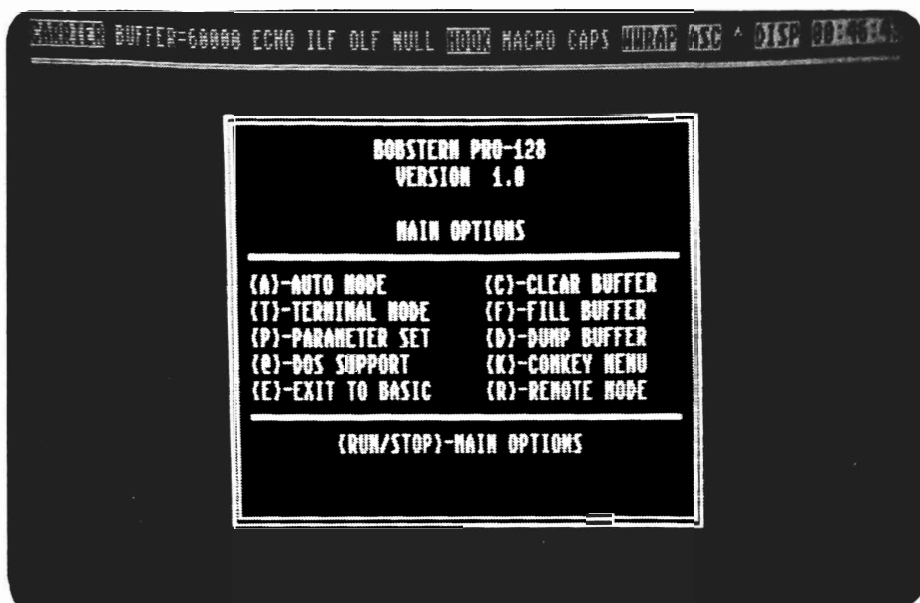 CARRIER BUFFER=60000 ECHO ILF OLF NULL HOOK MACRO CAPS WWRAP ASC ^ DISP
BOBSTERM PRO-128
VERSION 1.0
MAIN OPTIONS
(A)-AUTO MODE (C)-CLEAR BUFFER
(T)-TERMINAL MODE (F)-FILL BUFFER
(P)-PARAMETER SET (D)-DUMP BUFFER
(@)-DOS SUPPORT (K)-CONKEY MENU
(E)-EXIT TO BASIC (R)-REMOTE MODE
(RUN/STOP)-MAIN OPTIONS